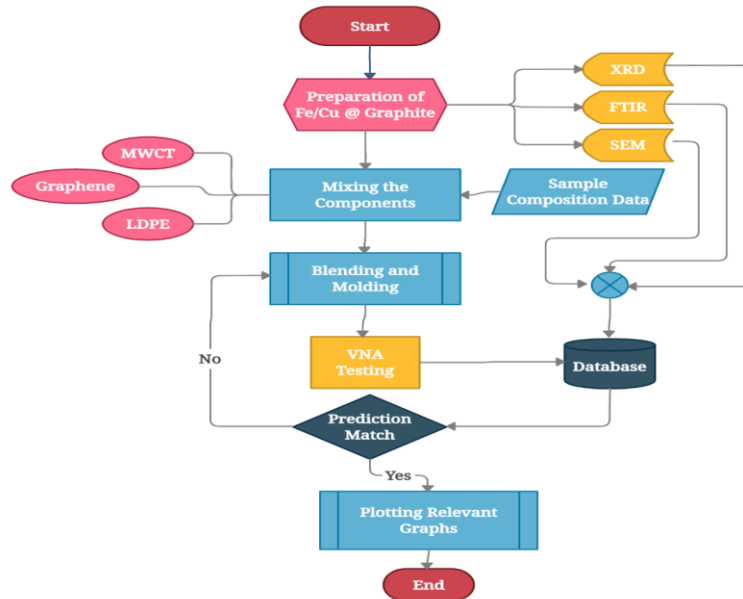 Start
Preparation of
Fe/Cu @ Graphite
XRD
FTIR
SEM
MWCT
Graphene
LDPE
Mixing the
Components
Sample
Composition Data
Blending and
Molding
No
VNA
Testing
Database
Prediction
Match
Yes
Plotting Relevant
Graphs
End